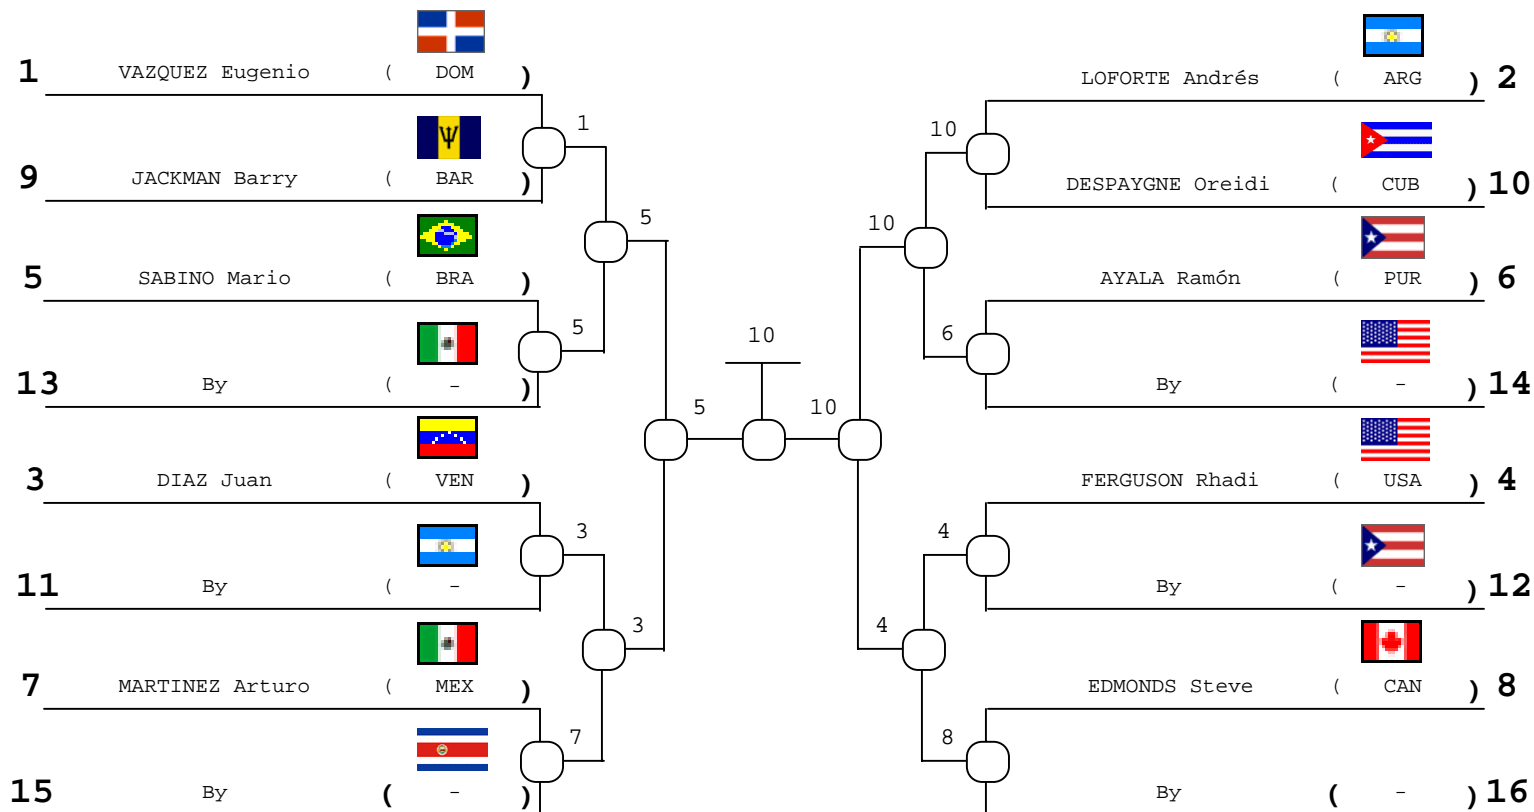 1 VAZQUEZ Eugenio ( DOM )
LOFORTE Andrés ( ARG ) 2
1
10
9 JACKMAN Barry ( BAR )
DESPAYGNE Oreidi ( CUB ) 10
5
10
5 SABINO Mario ( BRA )
AYALA Ramón ( PUR ) 6
5
10
6
13 By ( - )
By ( - ) 14
5
10
3 DIAZ Juan ( VEN )
FERGUSON Rhadi ( USA ) 4
3
4
11 By ( - )
By ( - ) 12
3
4
7 MARTINEZ Arturo ( MEX )
EDMONDS Steve ( CAN ) 8
7
8
15 By ( - )
By ( - ) 16